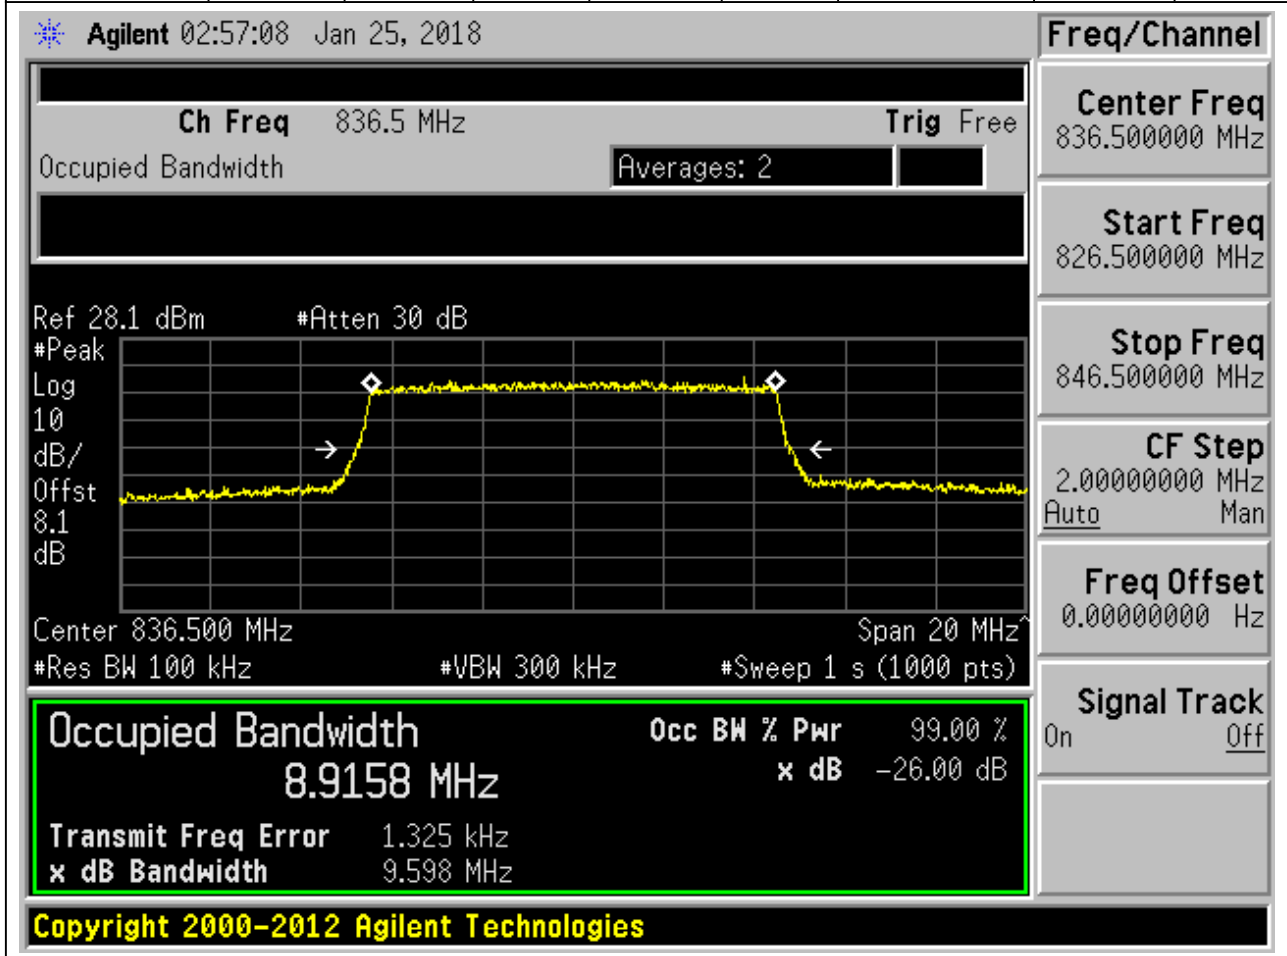 Agilent 02:57:08 Jan 25, 2018
Freq/Channel
Ch Freq 836.5 MHz Trig Free
Occupied Bandwidth Averages: 2
Ref 28.1 dBm #Atten 30 dB
#Peak
Log
10
dB/
Offst
8.1
dB
Center 836.500 MHz Span 20 MHz^
#Res BW 100 kHz #VBW 300 kHz #Sweep 1 s (1000 pts)
Occupied Bandwidth
8.9158 MHz
Occ BW % Pwr 99.00 %
x dB -26.00 dB
Transmit Freq Error 1.325 kHz
x dB Bandwidth 9.598 MHz
Center Freq
836.500000 MHz
Start Freq
826.500000 MHz
Stop Freq
846.500000 MHz
CF Step
2.00000000 MHz
Auto Man
Freq Offset
0.00000000 Hz
Signal Track
On Off
Copyright 2000-2012 Agilent Technologies